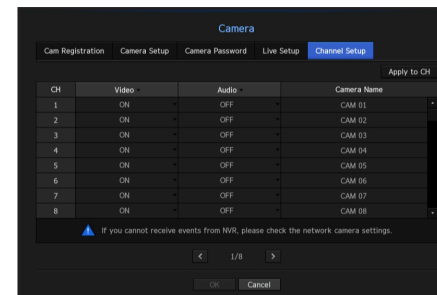 Camera
Cam Registration Camera Setup Camera Password Live Setup Channel Setup
Apply to CH
CH Video Audio Camera Name
1 ON OFF CAM 01
2 ON OFF CAM 02
3 ON OFF CAM 03
4 ON OFF CAM 04
5 ON OFF CAM 05
6 ON OFF CAM 06
7 ON OFF CAM 07
8 ON OFF CAM 08
If you cannot receive events from NVR, please check the network camera settings.
< 1/8 >
OK Cancel